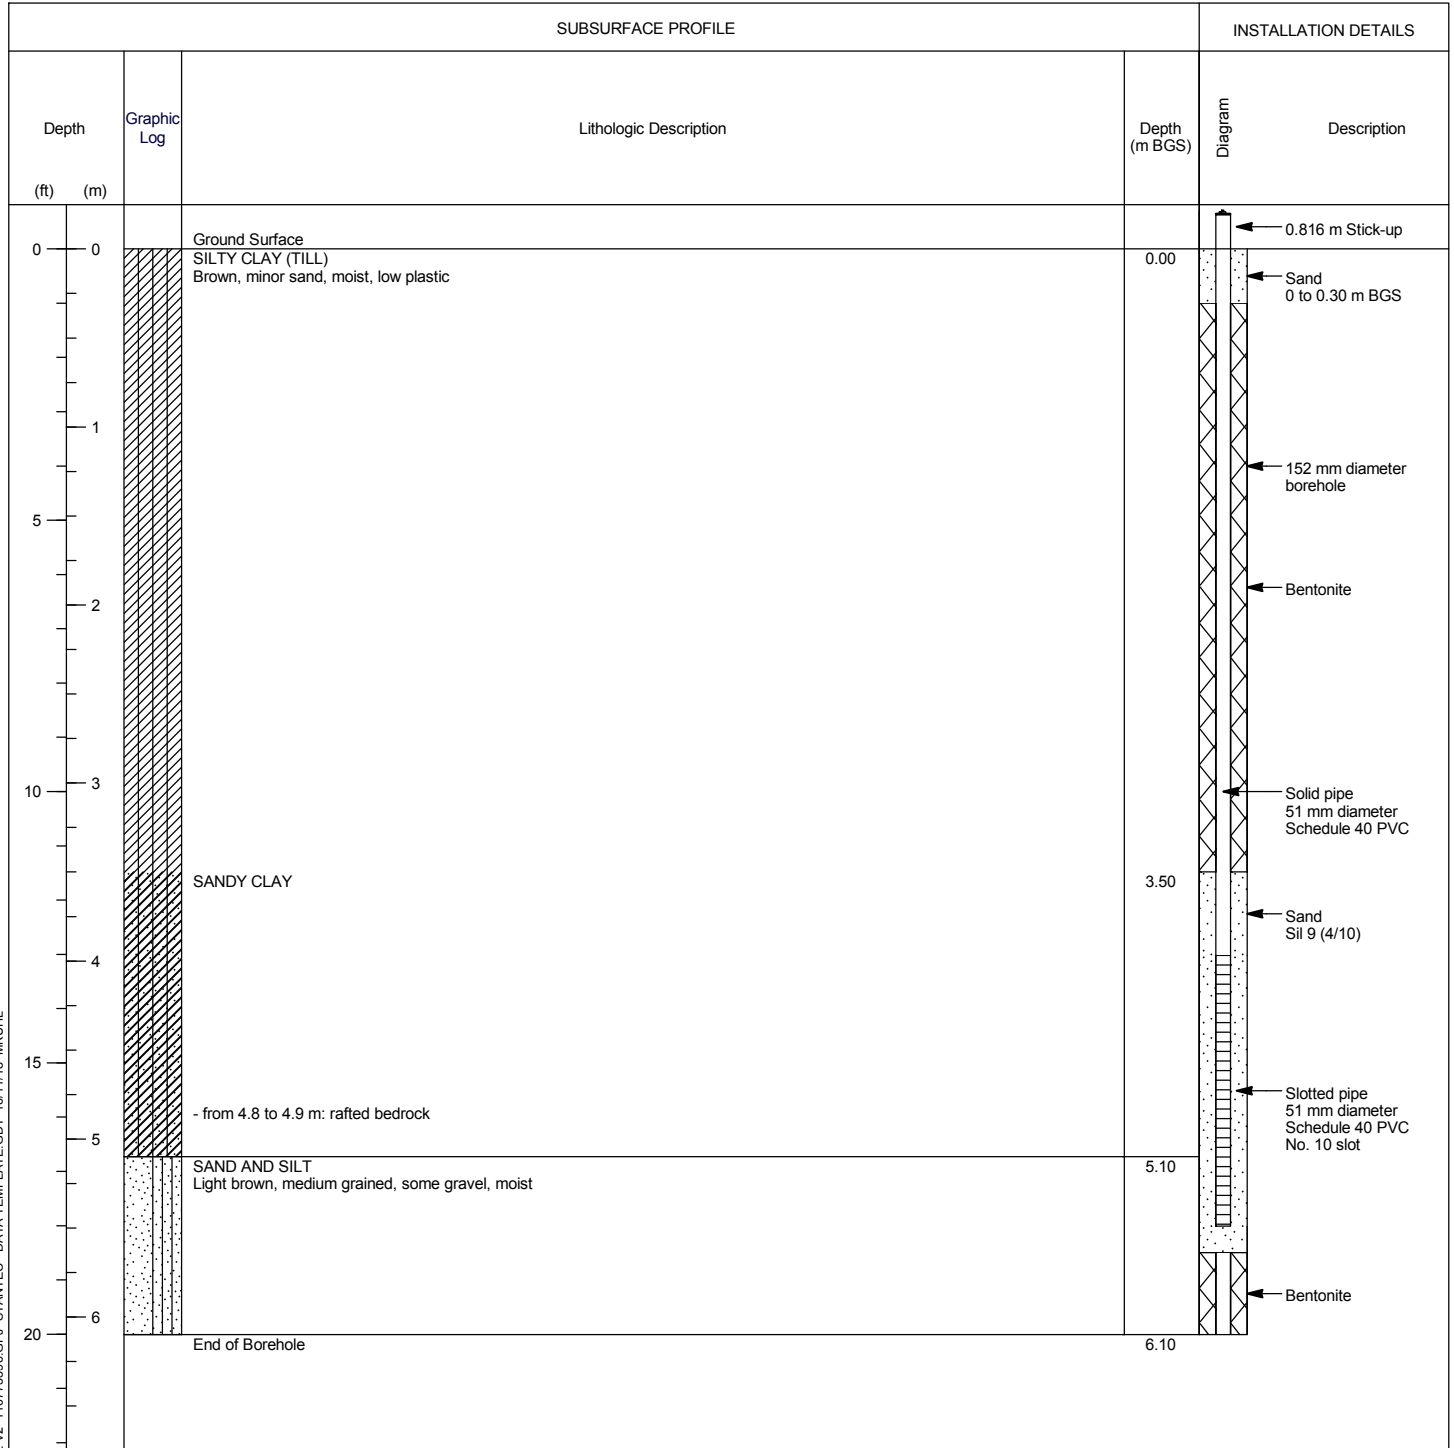 SUBSURFACE PROFILE
INSTALLATION DETAILS
Depth
(ft) (m)
Graphic
Log
Lithologic Description
Depth
(m BGS)
Diagram
Description
Ground Surface
0.816 m Stick-up
0 0
SILTY CLAY (TILL)
0.00
Brown, minor sand, moist, low plastic
Sand
0 to 0.30 m BGS
1
152 mm diameter
borehole
5
Bentonite
2
3
10
Solid pipe
51 mm diameter
Schedule 40 PVC
SANDY CLAY
3.50
Sand
Sil 9 (4/10)
4
15
Slotted pipe
51 mm diameter
Schedule 40 PVC
No. 10 slot
- from 4.8 to 4.9 m: rafted bedrock
5
SAND AND SILT
5.10
Light brown, medium grained, some gravel, moist
Bentonite
6
20
End of Borehole
6.10